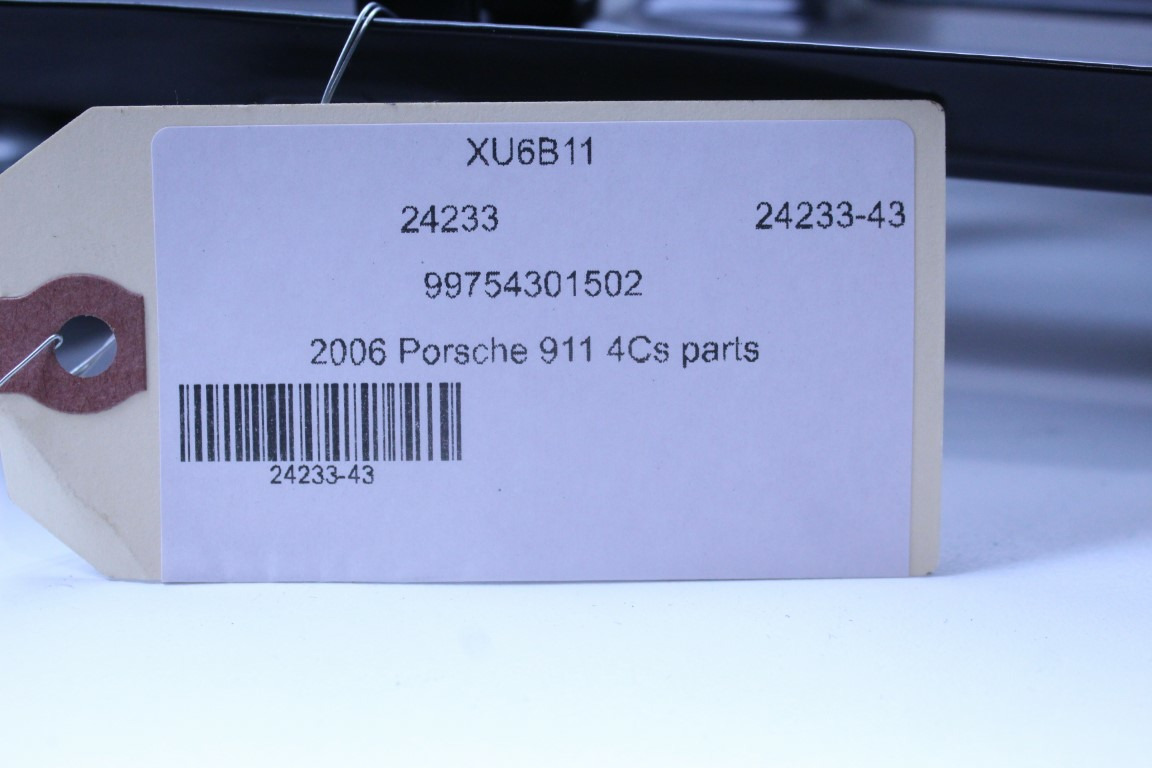 XU6B11
24233 24233-43
99754301502
2006 Porsche 911 4Cs parts
24233-43